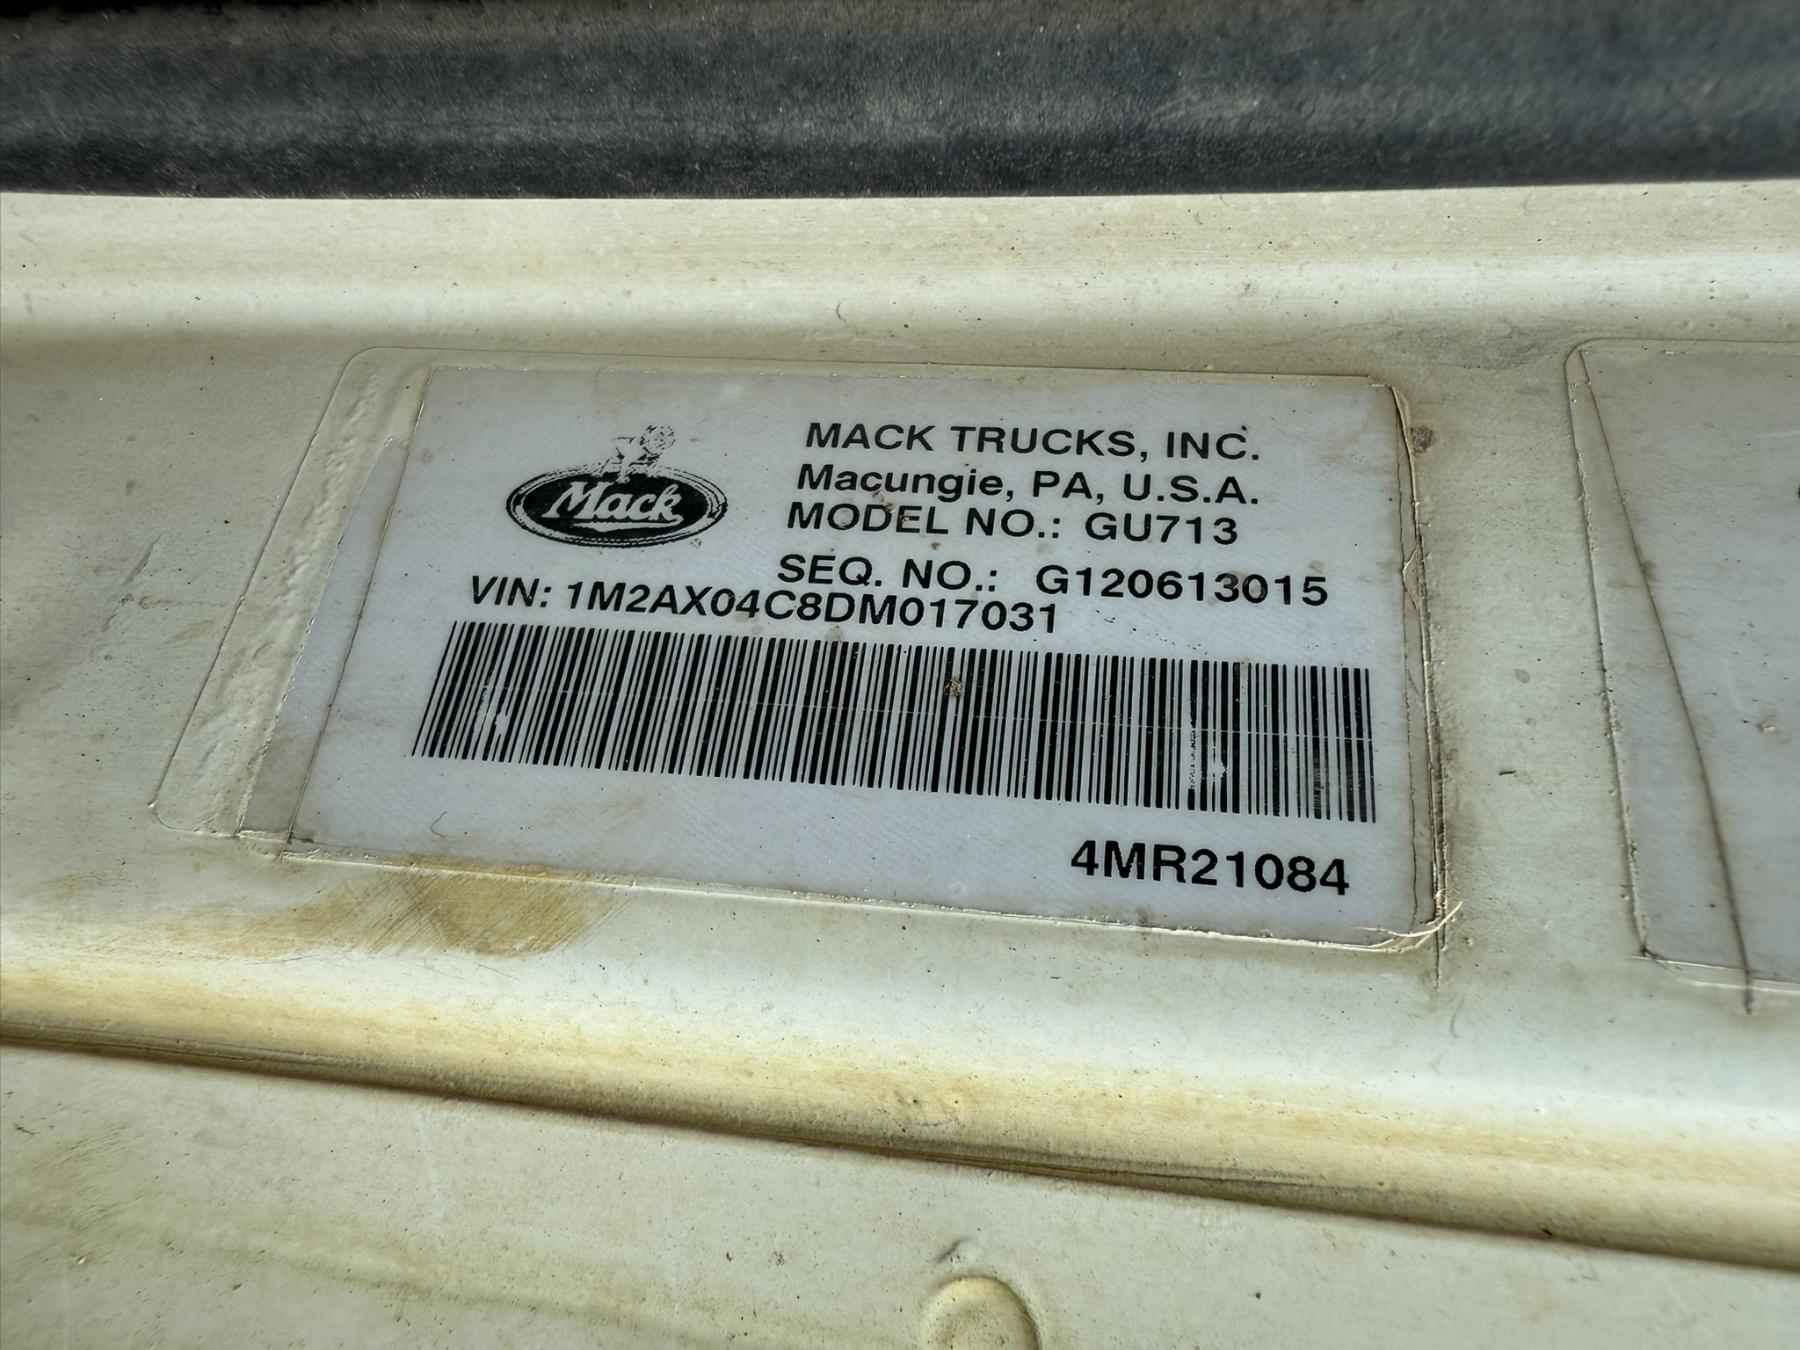 Mack
MACK TRUCKS, INC.
Macungie, PA, U.S.A.
MODEL NO.: GU713
SEQ. NO.: G120613015
VIN: 1M2AX04C8DM017031
4MR21084